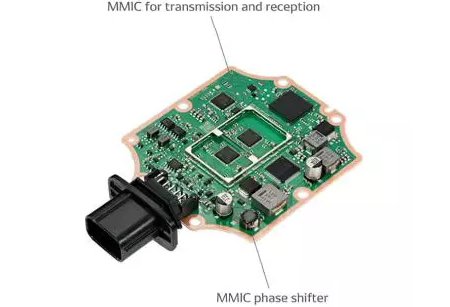 MMIC for transmission and reception
MMIC phase shifter